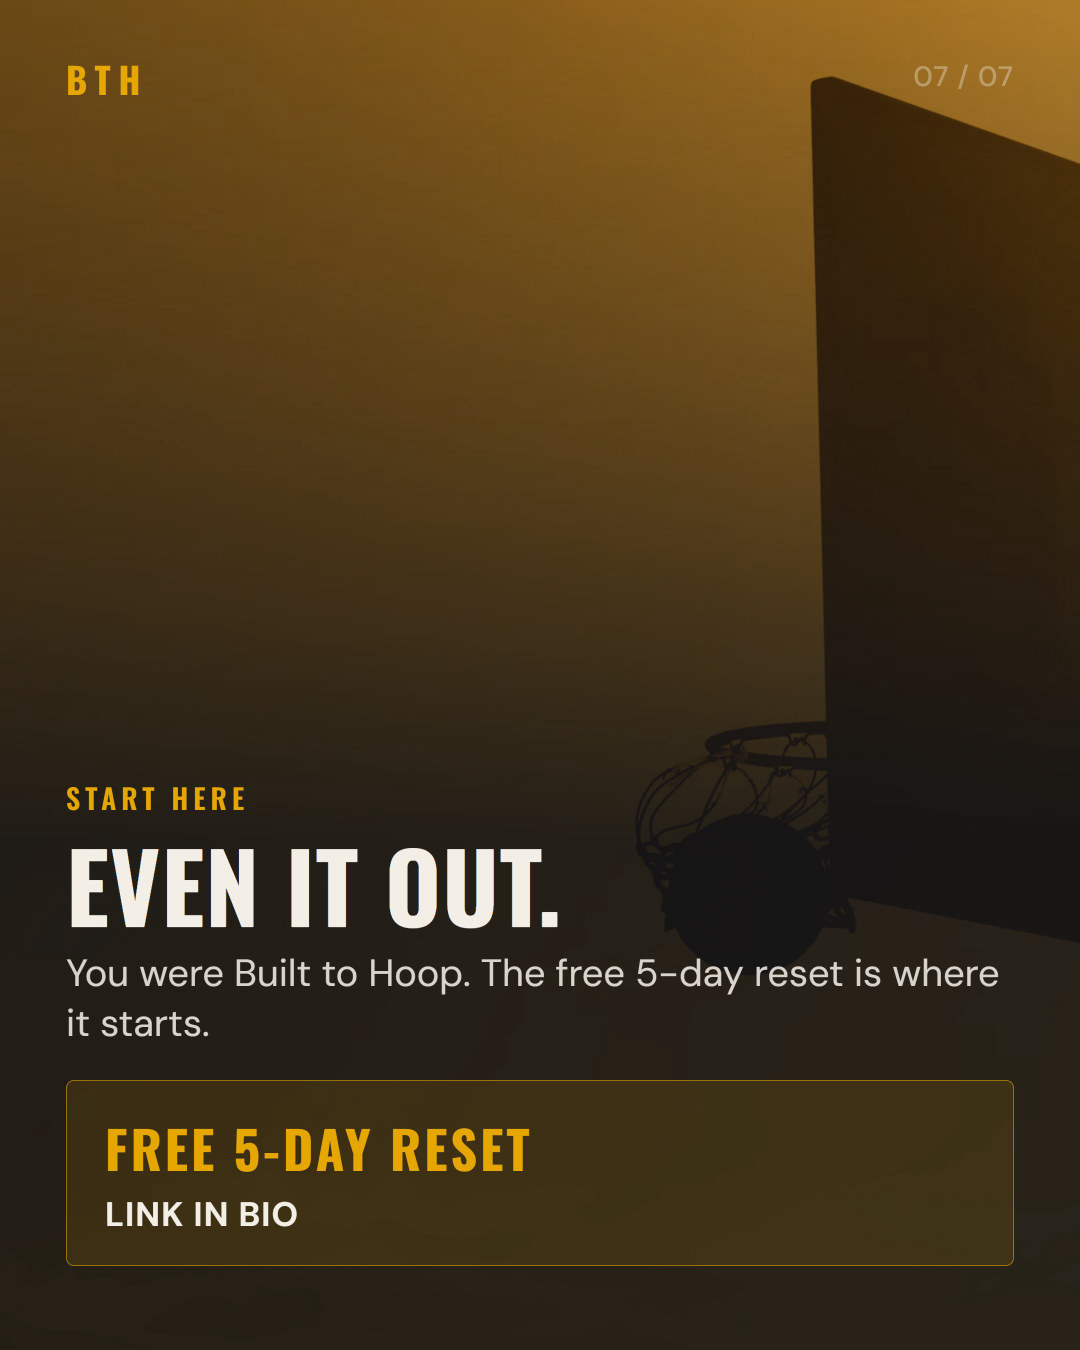 BTH
07 / 07
START HERE
EVEN IT OUT.
You were Built to Hoop. The free 5-day reset is where
it starts.
FREE 5-DAY RESET
LINK IN BIO